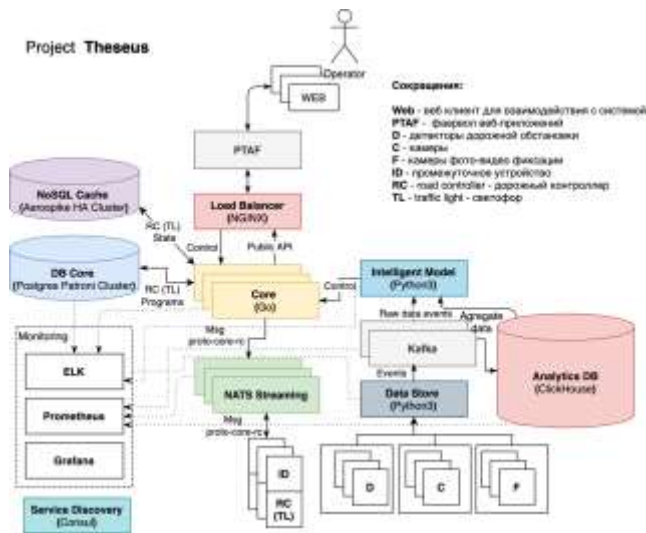 Project Theseus
Operator
WEB
PTAF
Сокращения:
Web - веб клиент для взаимодействия с системой
PTAF - фаервол веб-приложений
D - детекторы дорожной обстановки
C - камеры
F - камеры фото-видео фиксации
ID - промежуточное устройство
RC - road controller - дорожный контроллер
TL - traffic light - светофор
NoSQL Cache
(Aerospike HA Cluster)
Load Balancer
(NGINX)
RC (TL)
State
Control
Public API
DB Core
(Postgres Patroni Cluster)
RC (TL)
Programs
Core
(Go)
Control
Intelligent Model
(Python3)
Raw data events
Aggregate
data
Msg
proto-core-rc
Kafka
Monitoring
ELK
Events
Analytics DB
(ClickHouse)
NATS Streaming
Data Store
(Python3)
Prometheus
Msg
proto-core-rc
Grafana
ID
RC
(TL)
D
C
F
Service Discovery
(Consul)